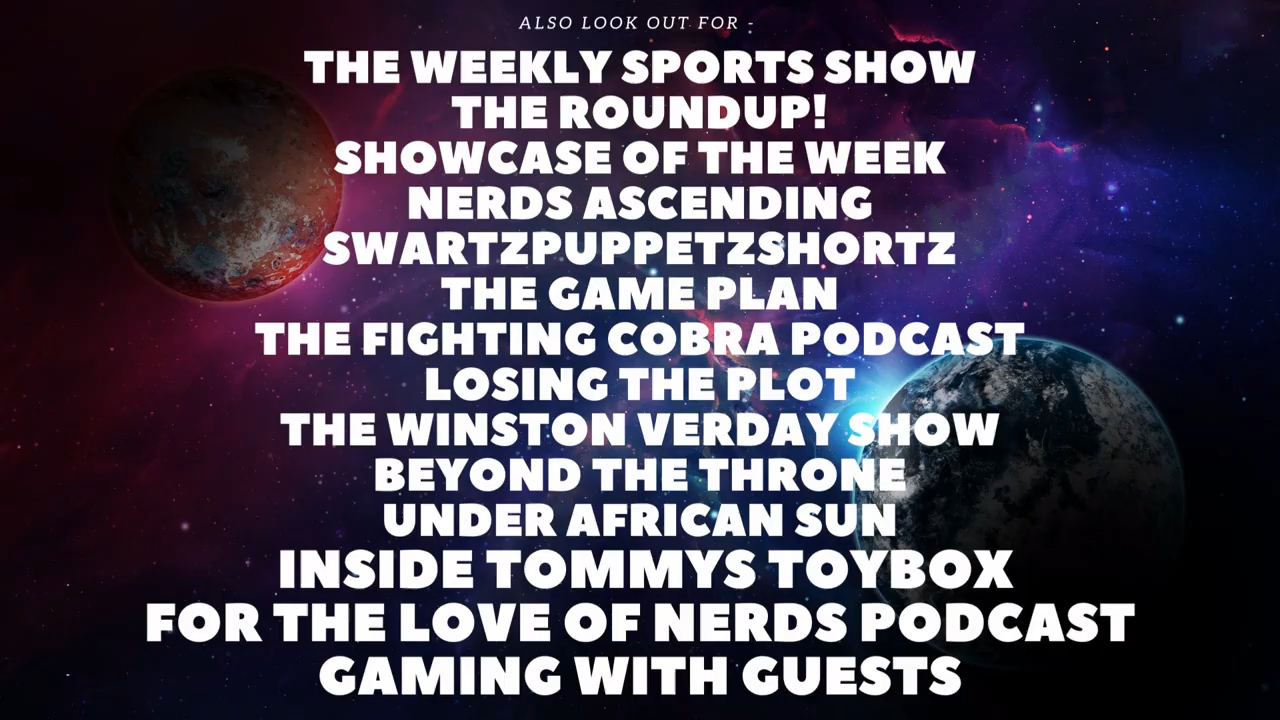 ALSO LOOK OUT FOR -
THE WEEKLY SPORTS SHOW
THE ROUNDUP!
SHOWCASE OF THE WEEK
NERDS ASCENDING
SWARTZPUPPETZSHORTZ
THE GAME PLAN
THE FIGHTING COBRA PODCAST
LOSING THE PLOT
THE WINSTON VERDAY SHOW
BEYOND THE THRONE
UNDER AFRICAN SUN
INSIDE TOMMYS TOYBOX
FOR THE LOVE OF NERDS PODCAST
GAMING WITH GUESTS